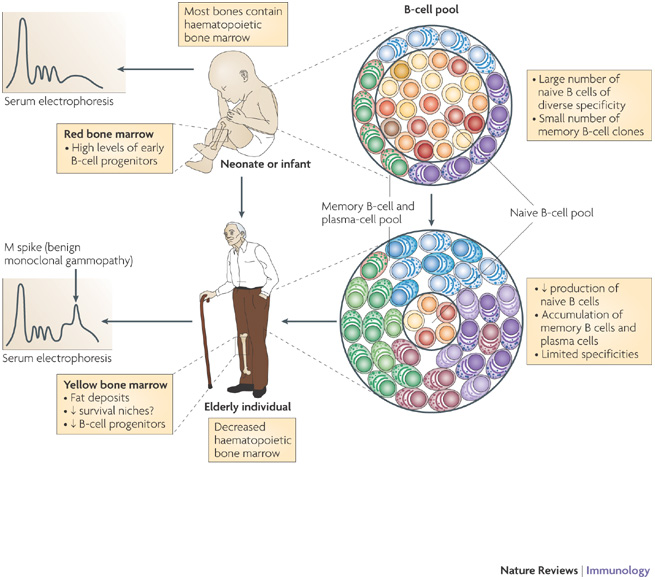 Most bones contain
haematopoietic
bone marrow
B-cell pool
Serum electrophoresis
• Large number of
naive B cells of
diverse specificity
• Small number of
memory B-cell clones
Red bone marrow
• High levels of early
B-cell progenitors
Neonate or infant
Memory B-cell and
plasma-cell pool
Naive B-cell pool
M spike (benign
monoclonal gammopathy)
Serum electrophoresis
• ↓ production of
naive B cells
• Accumulation of
memory B cells and
plasma cells
• Limited specificities
Yellow bone marrow
• Fat deposits
• ↓ survival niches?
• ↓ B-cell progenitors
Elderly individual
Decreased
haematopoietic
bone marrow
Nature Reviews | Immunology